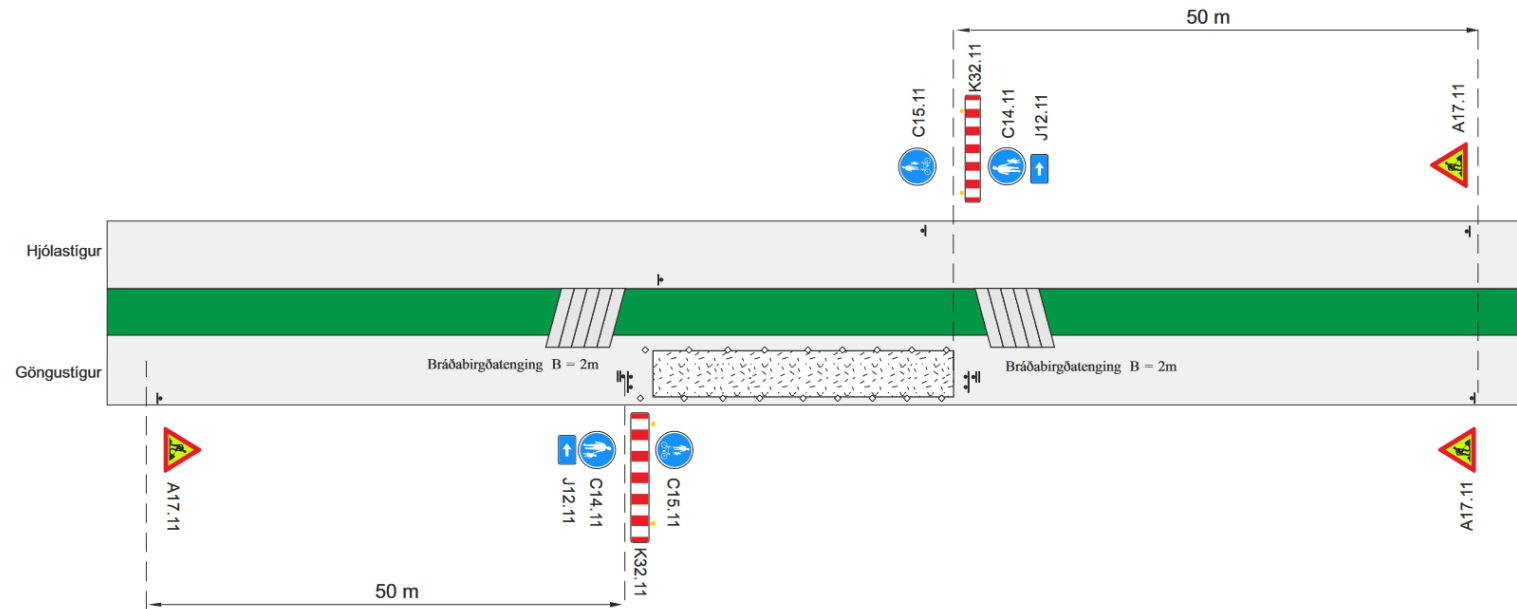 50 m
C15.11
K32.11
C14.11
J12.11
A17.11
Hjólastígur
Bráðabirgðatenging B = 2m
Bráðabirgðatenging B = 2m
Göngustígur
A17.11
J12.11
C14.11
K32.11
C15.11
A17.11
50 m